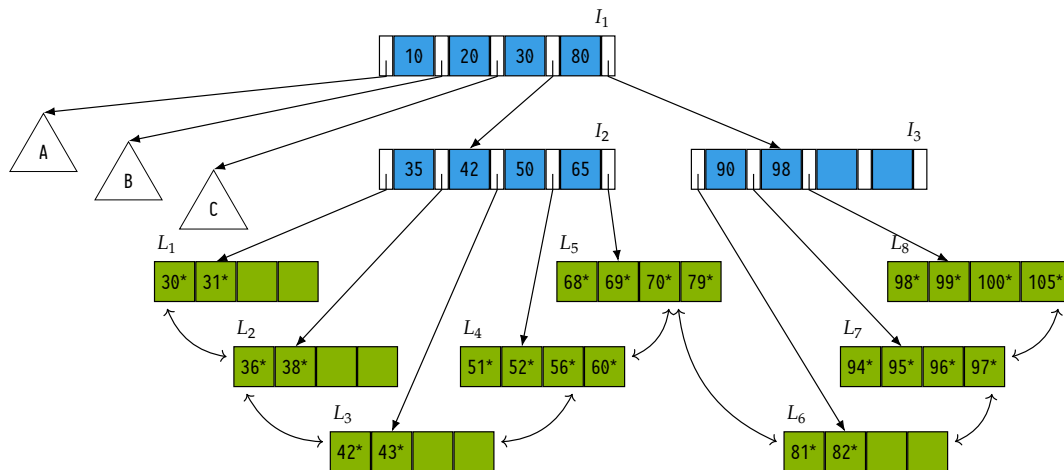 I1
10 20 30 80
A
B
C
I2
35 42 50 65
I3
90 98
L1
30* 31*
L2
36* 38*
L3
42* 43*
L4
51* 52* 56* 60*
L5
68* 69* 70* 79*
L6
81* 82*
L7
94* 95* 96* 97*
L8
98* 99* 100* 105*